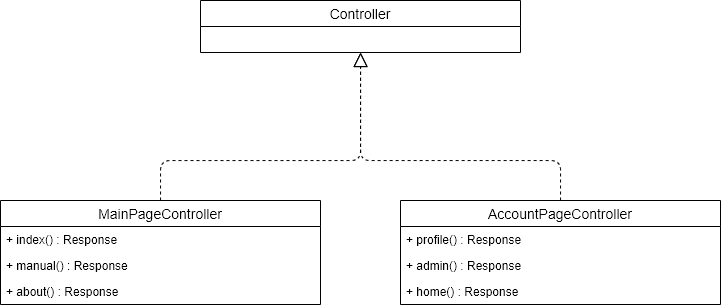 Controller
MainPageController
+ index() : Response
+ manual() : Response
+ about() : Response
AccountPageController
+ profile() : Response
+ admin() : Response
+ home() : Response